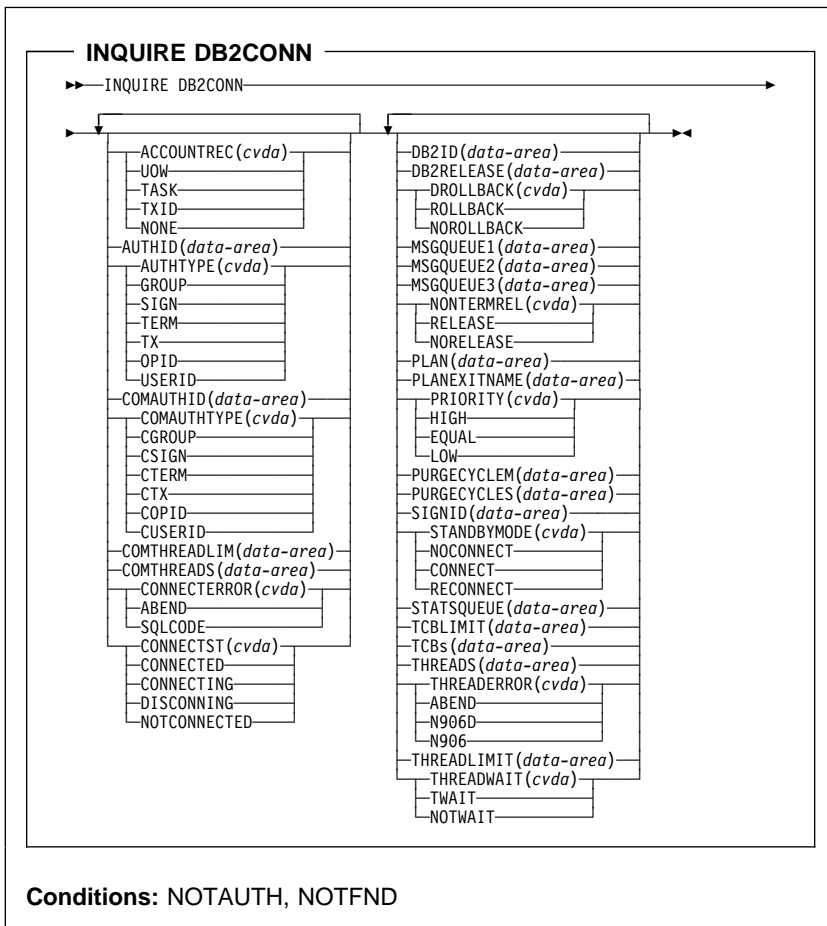 INQUIRE DB2CONN
INQUIRE DB2CONN
ACCOUNTREC(cvda)
UOW
TASK
TXID
NONE
AUTHID(data-area)
AUTHTYPE(cvda)
GROUP
SIGN
TERM
TX
OPID
USERID
COMAUTHID(data-area)
COMAUTHTYPE(cvda)
CGROUP
CSIGN
CTERM
CTX
COPID
CUSERID
COMTHREADLIM(data-area)
COMTHREADS(data-area)
CONNECTERROR(cvda)
ABEND
SQLCODE
CONNECTST(cvda)
CONNECTED
CONNECTING
DISCONNING
NOTCONNECTED
DB2ID(data-area)
DB2RELEASE(data-area)
DROLLBACK(cvda)
ROLLBACK
NOROLLBACK
MSGQUEUE1(data-area)
MSGQUEUE2(data-area)
MSGQUEUE3(data-area)
NONTERMREL(cvda)
RELEASE
NORELEASE
PLAN(data-area)
PLANEXITNAME(data-area)
PRIORITY(cvda)
HIGH
EQUAL
LOW
PURGECYCLEM(data-area)
PURGECYCLES(data-area)
SIGNID(data-area)
STANDBYMODE(cvda)
NOCONNECT
CONNECT
RECONNECT
STATSQUEUE(data-area)
TCBLIMIT(data-area)
TCBs(data-area)
THREADS(data-area)
THREADERROR(cvda)
ABEND
N906D
N906
THREADLIMIT(data-area)
THREADWAIT(cvda)
TWAIT
NOTWAIT
Conditions: NOTAUTH, NOTFND